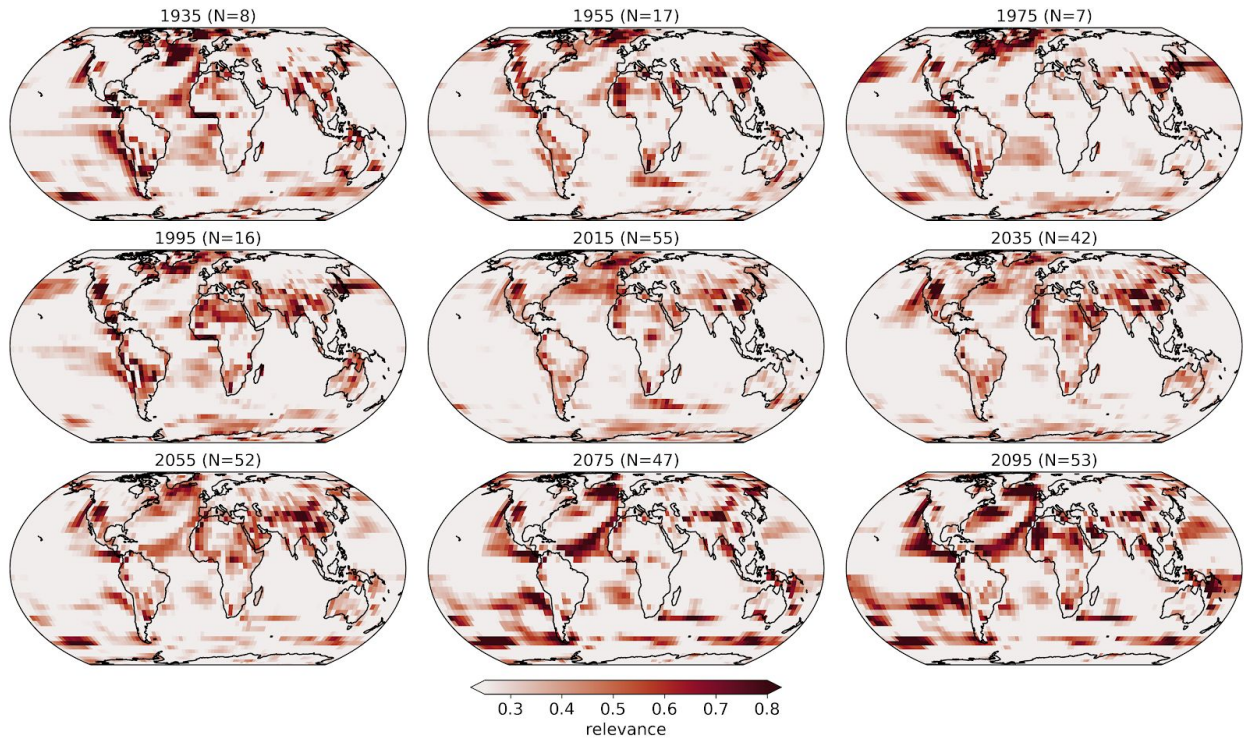 1935 (N=8)
1955 (N=17)
1975 (N=7)
1995 (N=16)
2015 (N=55)
2035 (N=42)
2055 (N=52)
2075 (N=47)
2095 (N=53)
0.3 0.4 0.5 0.6 0.7 0.8
relevance